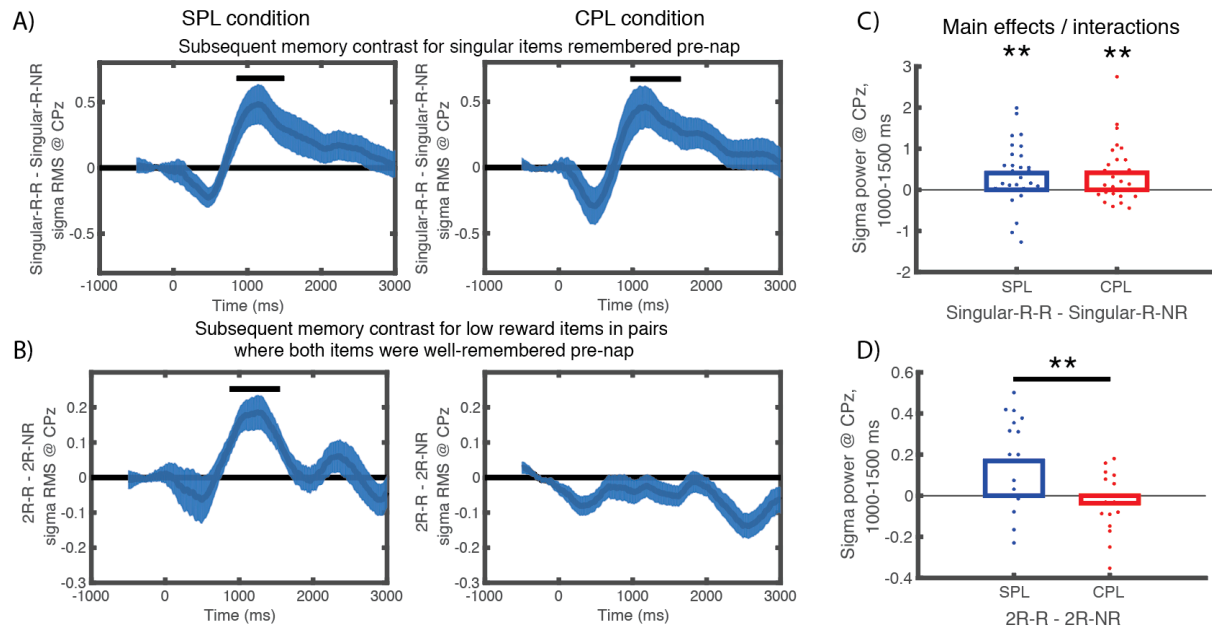 A)
SPL condition
CPL condition
Subsequent memory contrast for singular items remembered pre-nap
Singular-R-R - Singular-R-NR
sigma RMS @ CPz
0.5
0
-0.5
-1000 0 1000 2000 3000
Time (ms)
Singular-R-R - Singular-R-NR
sigma RMS @ CPz
0.5
0
-0.5
-1000 0 1000 2000 3000
Time (ms)
B)
Subsequent memory contrast for low reward items in pairs
where both items were well-remembered pre-nap
2R-R - 2R-NR
sigma RMS @ CPz
0.2
0.1
0
-0.1
-0.2
-0.3
-1000 0 1000 2000 3000
Time (ms)
2R-R - 2R-NR
sigma RMS @ CPz
0.2
0.1
0
-0.1
-0.2
-0.3
-1000 0 1000 2000 3000
Time (ms)
C)
Main effects / interactions
** **
Sigma power @ CPz,
1000-1500 ms
3
2
1
0
-1
-2
SPL CPL
Singular-R-R - Singular-R-NR
D)
**
Sigma power @ CPz,
1000-1500 ms
0.6
0.4
0.2
0
-0.2
-0.4
SPL CPL
2R-R - 2R-NR